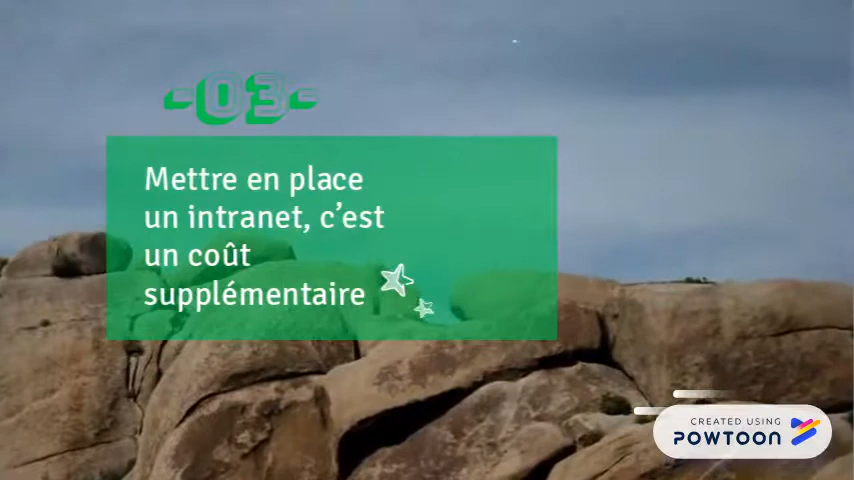 -03-
Mettre en place
un intranet, c’est
un coût
supplémentaire
CREATED USING
POWTOON